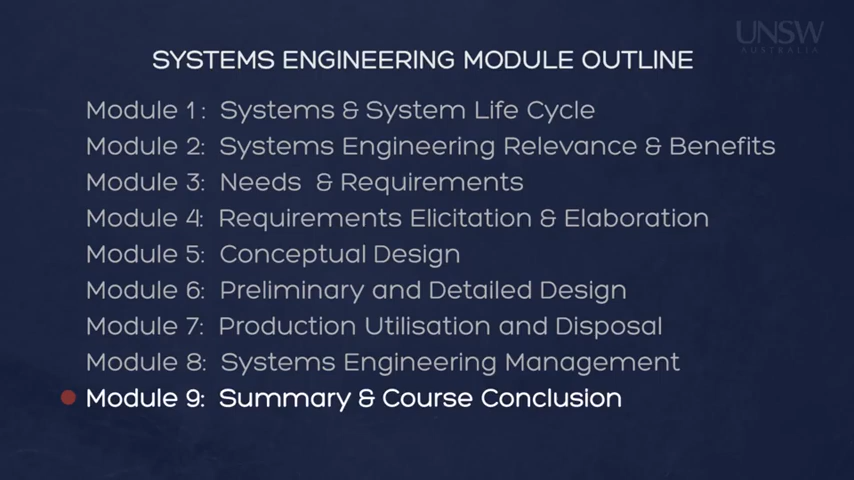 UNSW
AUSTRALIA
SYSTEMS ENGINEERING MODULE OUTLINE
Module 1 : Systems & System Life Cycle
Module 2: Systems Engineering Relevance & Benefits
Module 3: Needs & Requirements
Module 4: Requirements Elicitation & Elaboration
Module 5: Conceptual Design
Module 6: Preliminary and Detailed Design
Module 7: Production Utilisation and Disposal
Module 8: Systems Engineering Management
Module 9: Summary & Course Conclusion